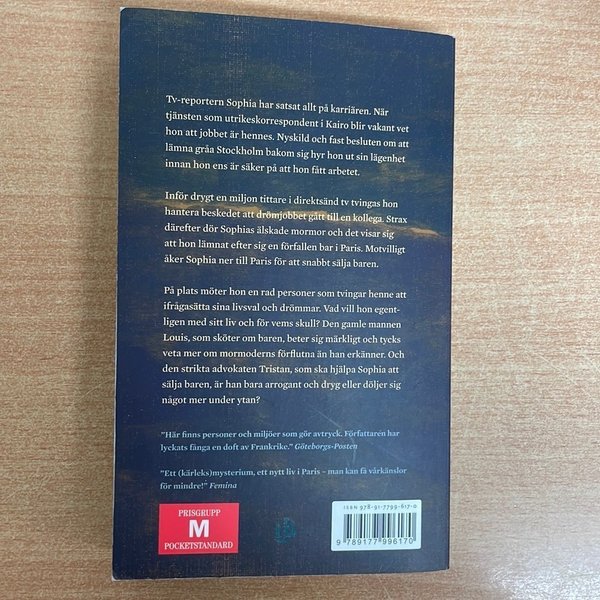 Tv-reportern Sophia har satsat allt på karriären. När
tjänsten som utrikeskorrespondent i Kairo blir vakant vet
hon att jobbet är hennes. Nyskild och fast besluten om att
lämna gråa Stockholm bakom sig hyr hon ut sin lägenhet
innan hon ens är säker på att hon fått arbetet.
Inför drygt en miljon tittare i direktsänd tv tvingas hon
hantera beskedet att drömjobbet gått till en kollega. Strax
därefter dör Sophias älskade mormor och det visar sig
att hon lämnat efter sig en förfallen bar i Paris. Motvilligt
åker Sophia ner till Paris för att snabbt sälja baren.
På plats möter hon en rad personer som tvingar henne att
ifrågasätta sina livsval och drömmar. Vad vill hon egent-
ligen med sitt liv och för vems skull? Den gamle mannen
Louis, som sköter om baren, beter sig märkligt och tycks
veta mer om mormoderns förflutna än han erkänner. Och
den strikta advokaten Tristan, som ska hjälpa Sophia att
sälja baren, är han bara arrogant och dryg eller döljer sig
något mer under ytan?
"Här finns personer och miljöer som gör avtryck. Författaren har
lyckats fånga en doft av Frankrike." Göteborgs-Posten
"Ett (kärleks)mysterium, ett nytt liv i Paris – man kan få vårkänslor
för mindre!" Femina
PRISGRUPP
M
POCKETSTANDARD
ISBN 978-91-7799-617-0
9 789177 996170